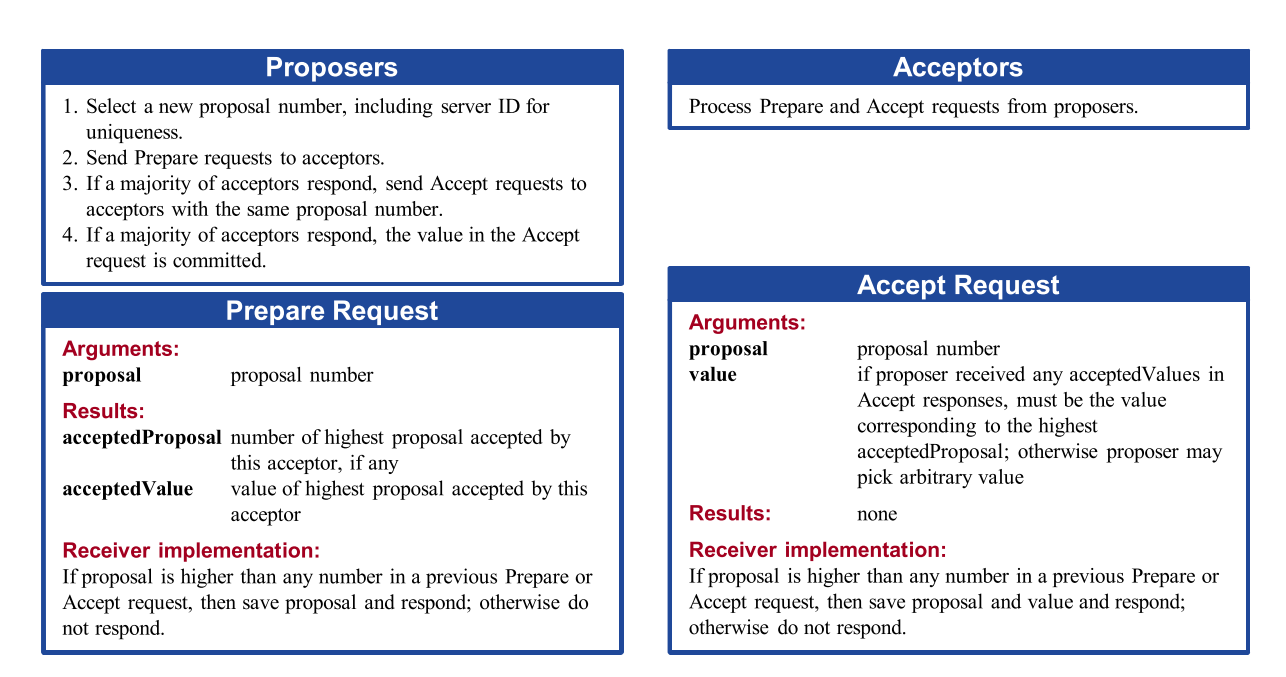 Proposers
1. Select a new proposal number, including server ID for
uniqueness.
2. Send Prepare requests to acceptors.
3. If a majority of acceptors respond, send Accept requests to
acceptors with the same proposal number.
4. If a majority of acceptors respond, the value in the Accept
request is committed.
Acceptors
Process Prepare and Accept requests from proposers.
Prepare Request
Arguments:
proposal proposal number
Results:
acceptedProposal number of highest proposal accepted by
this acceptor, if any
acceptedValue value of highest proposal accepted by this
acceptor
Receiver implementation:
If proposal is higher than any number in a previous Prepare or
Accept request, then save proposal and respond; otherwise do
not respond.
Accept Request
Arguments:
proposal proposal number
value if proposer received any acceptedValues in
Accept responses, must be the value
corresponding to the highest
acceptedProposal; otherwise proposer may
pick arbitrary value
Results: none
Receiver implementation:
If proposal is higher than any number in a previous Prepare or
Accept request, then save proposal and value and respond;
otherwise do not respond.